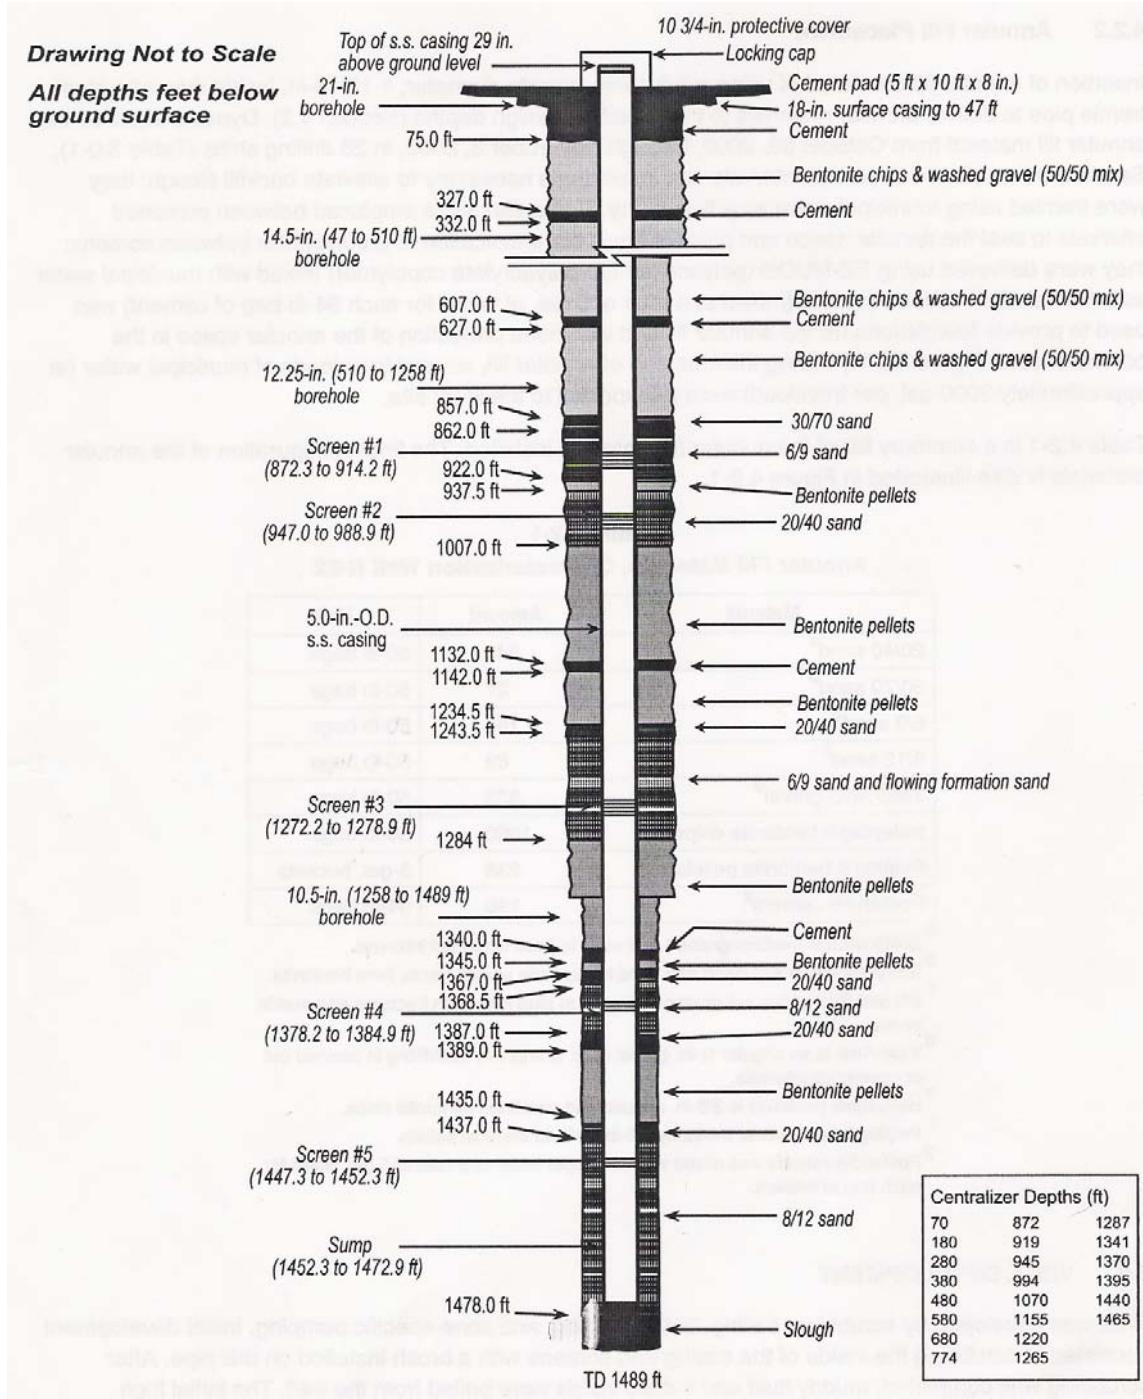 Drawing Not to Scale
All depths feet below
ground surface
Top of s.s. casing 29 in.
above ground level
10 3/4-in. protective cover
Locking cap
21-in.
borehole
Cement pad (5 ft x 10 ft x 8 in.)
18-in. surface casing to 47 ft
Cement
75.0 ft
Bentonite chips & washed gravel (50/50 mix)
327.0 ft
Cement
332.0 ft
14.5-in. (47 to 510 ft)
borehole
Bentonite chips & washed gravel (50/50 mix)
607.0 ft
Cement
627.0 ft
Bentonite chips & washed gravel (50/50 mix)
12.25-in. (510 to 1258 ft)
borehole
857.0 ft
30/70 sand
862.0 ft
Screen #1
(872.3 to 914.2 ft)
6/9 sand
922.0 ft
937.5 ft
Bentonite pellets
Screen #2
(947.0 to 988.9 ft)
20/40 sand
1007.0 ft
5.0-in.-O.D.
s.s. casing
Bentonite pellets
1132.0 ft
Cement
1142.0 ft
Bentonite pellets
1234.5 ft
20/40 sand
1243.5 ft
6/9 sand and flowing formation sand
Screen #3
(1272.2 to 1278.9 ft)
1284 ft
Bentonite pellets
10.5-in. (1258 to 1489 ft)
borehole
Cement
1340.0 ft
Bentonite pellets
1345.0 ft
20/40 sand
1367.0 ft
1368.5 ft
8/12 sand
Screen #4
(1378.2 to 1384.9 ft)
20/40 sand
1387.0 ft
1389.0 ft
Bentonite pellets
1435.0 ft
20/40 sand
1437.0 ft
Screen #5
(1447.3 to 1452.3 ft)
8/12 sand
Sump
(1452.3 to 1472.9 ft)
1478.0 ft
Slough
TD 1489 ft
Centralizer Depths (ft)
70 872 1287
180 919 1341
280 945 1370
380 994 1395
480 1070 1440
580 1155 1465
680 1220
774 1265